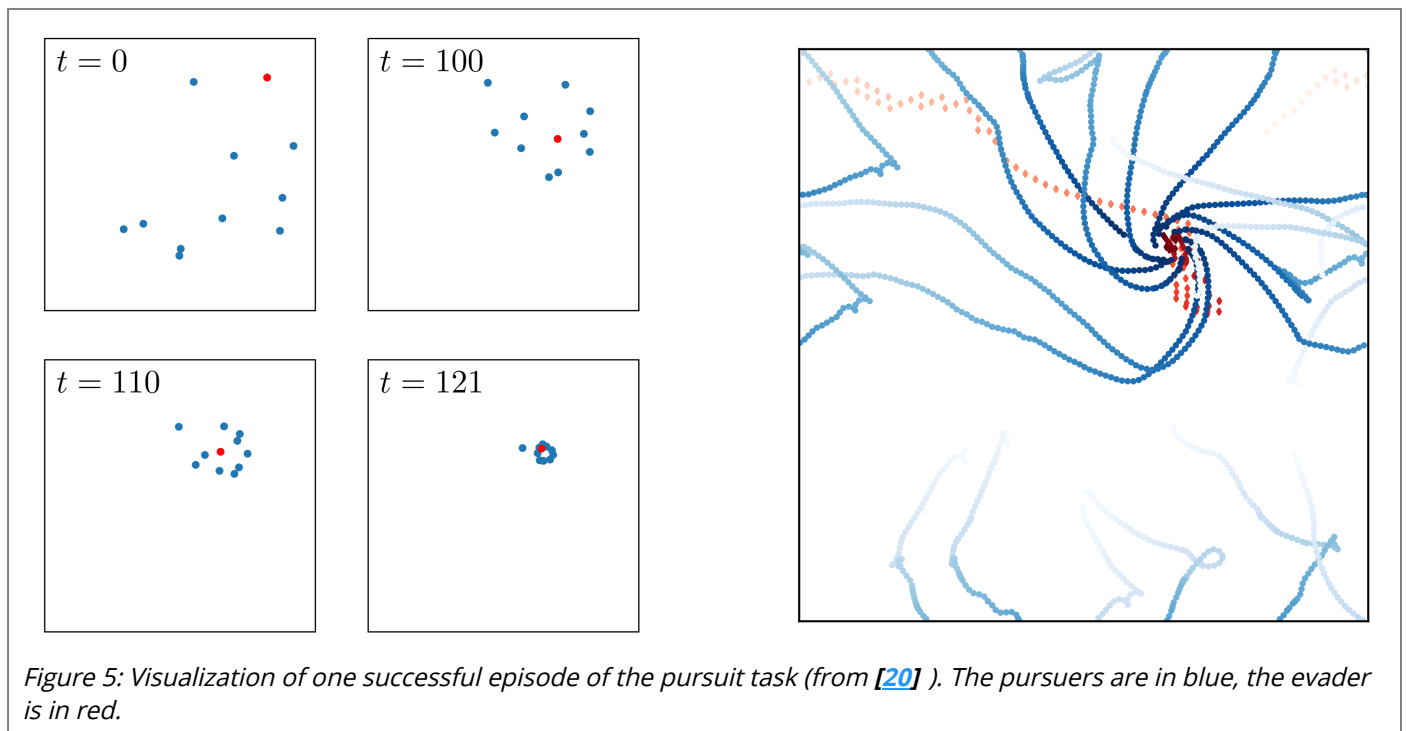 t = 0
t = 100
t = 110
t = 121
Figure 5: Visualization of one successful episode of the pursuit task (from [20] ). The pursuers are in blue, the evader
is in red.